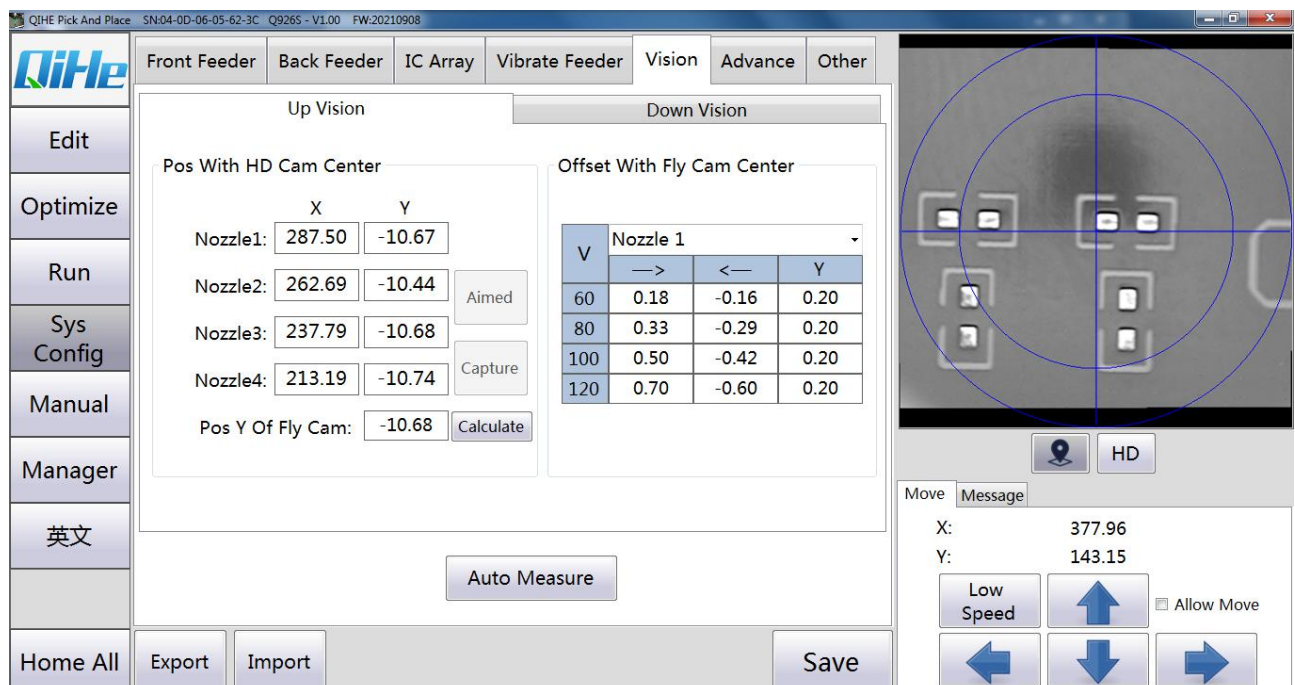 QIHE Pick And Place SN:04-0D-06-05-62-3C Q926S - V1.00 FW:20210908
QiHe
Front Feeder Back Feeder IC Array Vibrate Feeder Vision Advance Other
Up Vision Down Vision
Edit
Optimize
Run
Sys
Config
Manual
Manager
英文
Home All
Pos With HD Cam Center
X Y
Nozzle1: 287.50 -10.67
Nozzle2: 262.69 -10.44
Nozzle3: 237.79 -10.68
Nozzle4: 213.19 -10.74
Aimed
Capture
Pos Y Of Fly Cam: -10.68 Calculate
Offset With Fly Cam Center
V Nozzle 1
—> <— Y
60 0.18 -0.16 0.20
80 0.33 -0.29 0.20
100 0.50 -0.42 0.20
120 0.70 -0.60 0.20
Auto Measure
Export Import Save
HD
Move Message
X: 377.96
Y: 143.15
Low
Speed
Allow Move